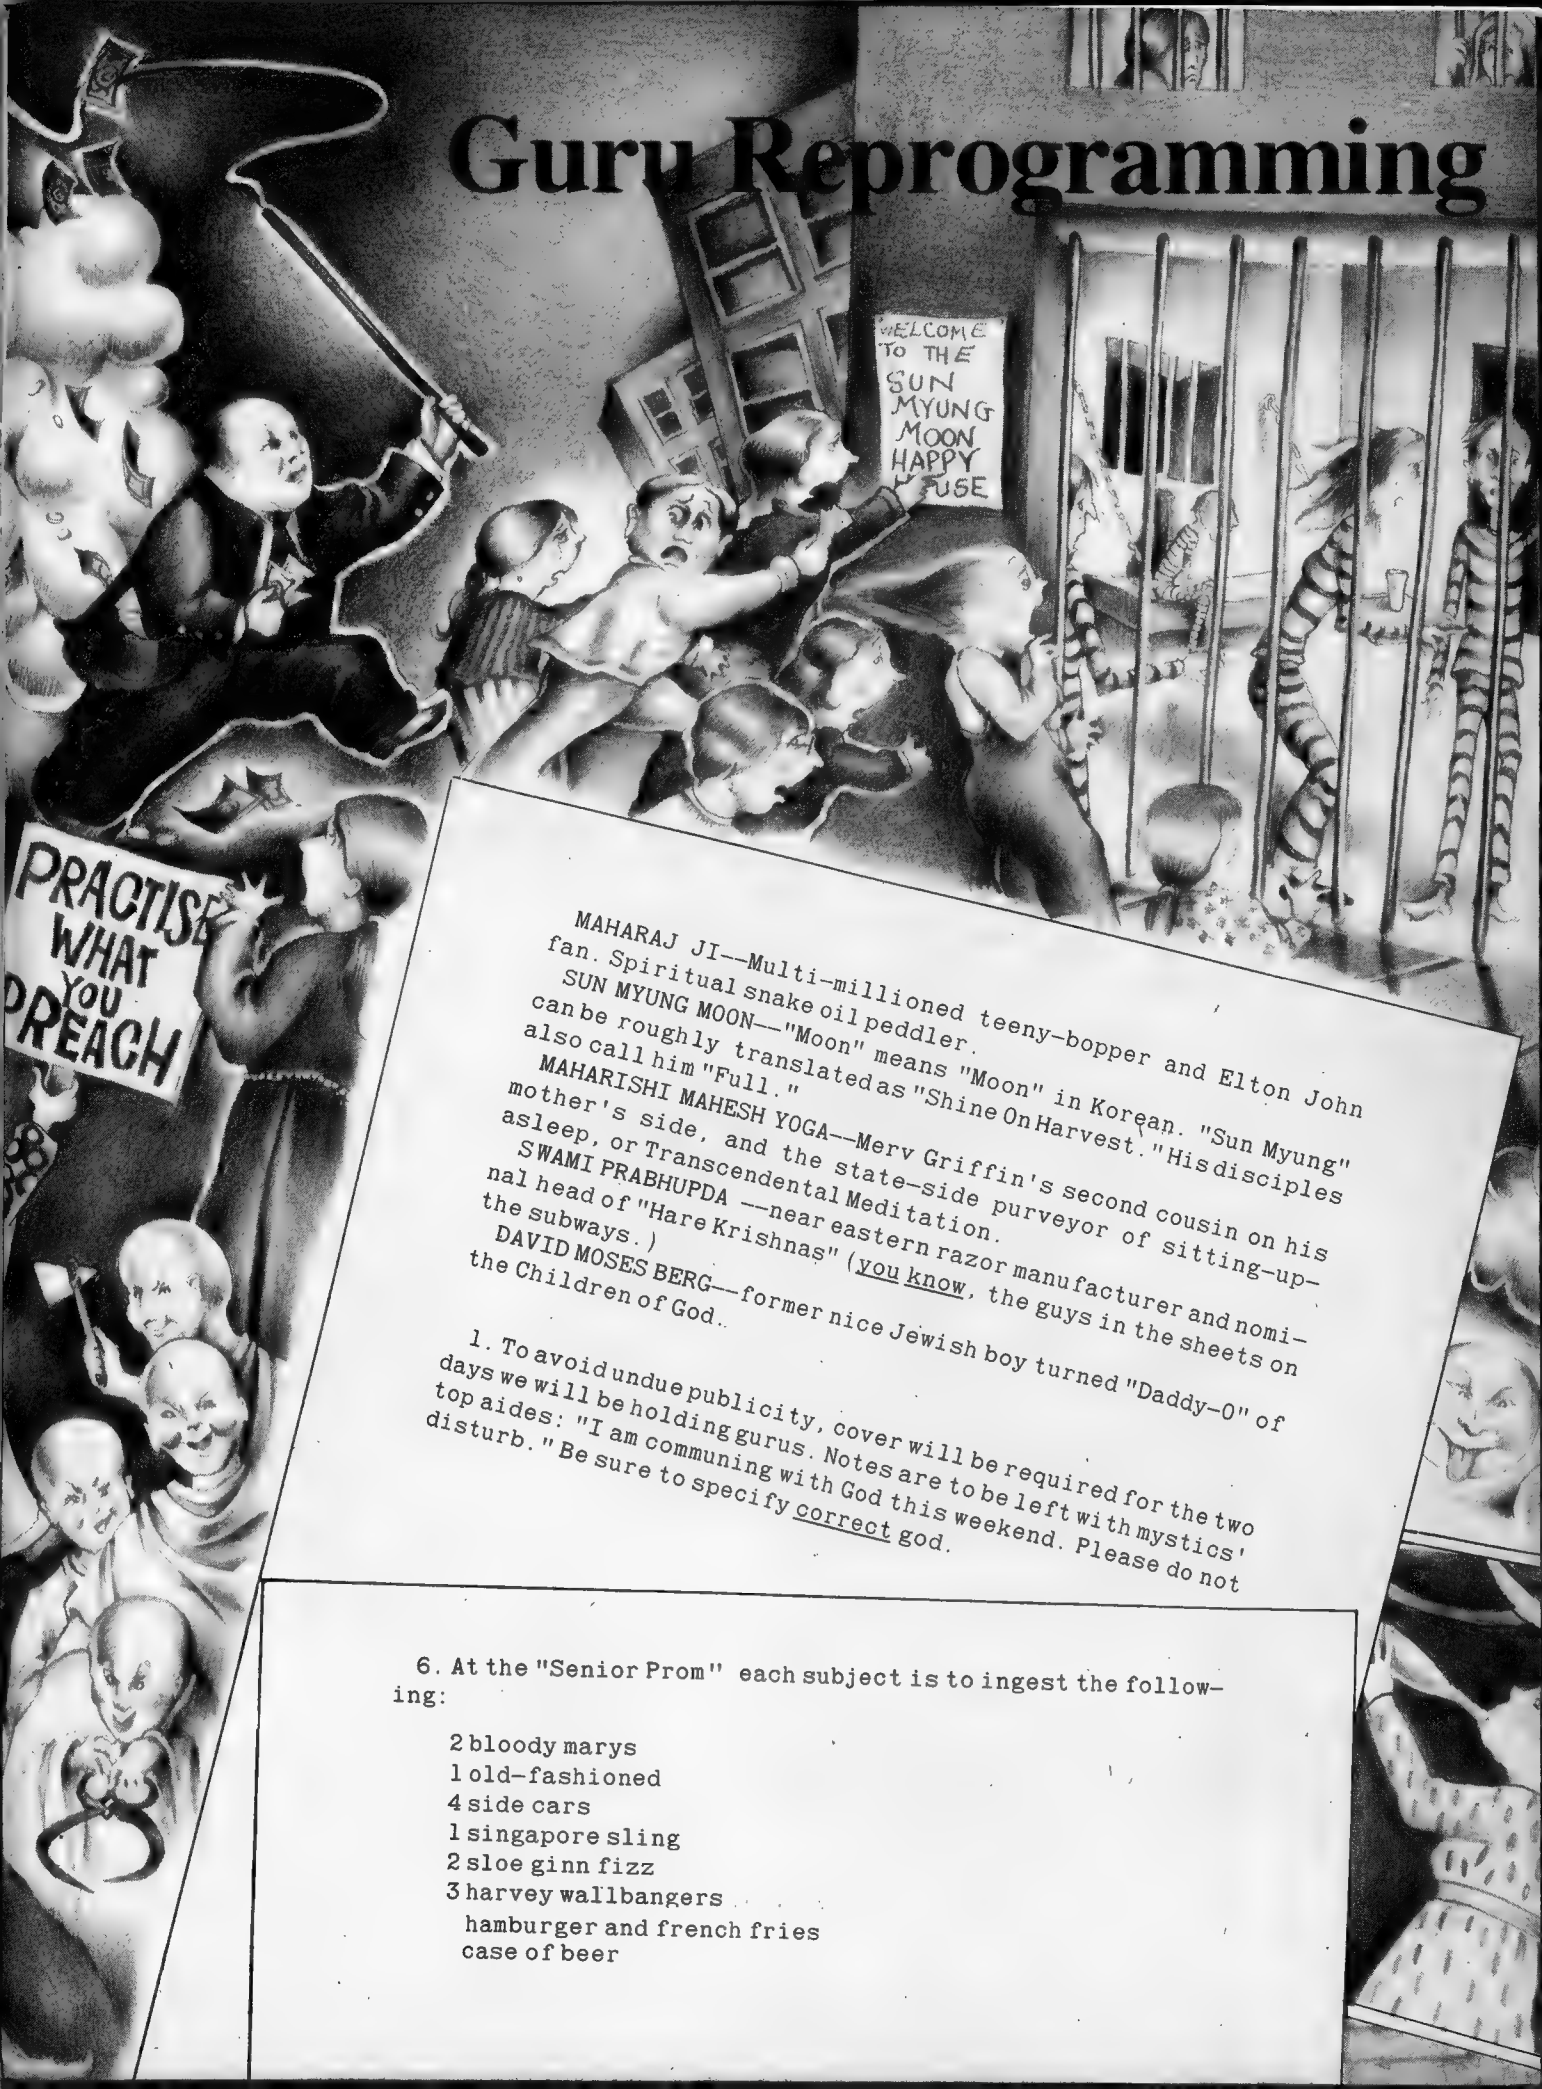 Guru Reprogramming
WELCOME
TO THE
SUN
MYUNG
MOON
HAPPY
HOUSE
PRACTISE
WHAT
YOU
PREACH
MAHARAJ JI--Multi-millioned teeny-bopper and Elton John
fan. Spiritual snake oil peddler.
SUN MYUNG MOON--"Moon" means "Moon" in Korean. "Sun Myung"
can be roughly translated as "Shine On Harvest." His disciples
also call him "Full."
MAHARISHI MAHESH YOGA--Merv Griffin's second cousin on his
mother's side, and the state-side purveyor of sitting-up-
asleep, or Transcendental Meditation.
SWAMI PRABHUPDA --near eastern razor manufacturer and nomi-
nal head of "Hare Krishnas" (you know, the guys in the sheets on
the subways.)
DAVID MOSES BERG--former nice Jewish boy turned "Daddy-O" of
the Children of God.
1. To avoid undue publicity, cover will be required for the two
days we will be holding gurus. Notes are to be left with mystics'
top aides: "I am communing with God this weekend. Please do not
disturb." Be sure to specify correct god.
6. At the "Senior Prom" each subject is to ingest the follow-
ing:
2 bloody marys
1 old-fashioned
4 side cars
1 singapore sling
2 sloe ginn fizz
3 harvey wallbangers
hamburger and french fries
case of beer